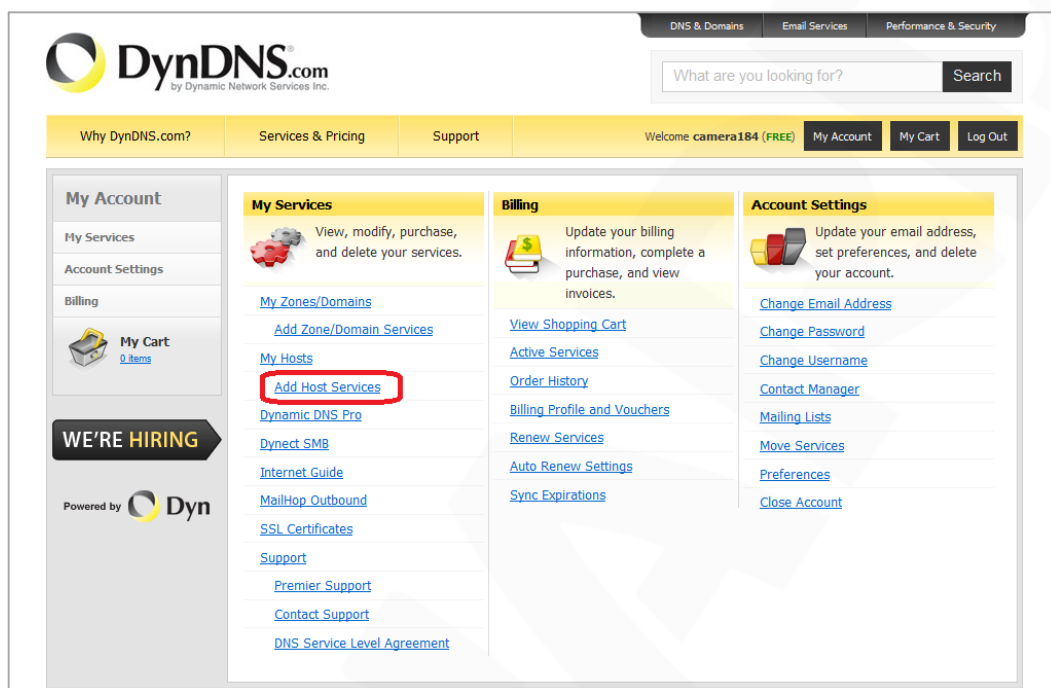 DNS & Domains Email Services Performance & Security
DynDNS.com
by Dynamic Network Services Inc.
What are you looking for? Search
Why DynDNS.com? Services & Pricing Support Welcome camera184 (FREE) My Account My Cart Log Out
My Account
My Services
Account Settings
Billing
My Cart
0 items
WE'RE HIRING
Powered by Dyn
My Services
View, modify, purchase,
and delete your services.
My Zones/Domains
Add Zone/Domain Services
My Hosts
Add Host Services
Dynamic DNS Pro
Dynect SMB
Internet Guide
MailHop Outbound
SSL Certificates
Support
Premier Support
Contact Support
DNS Service Level Agreement
Billing
Update your billing
information, complete a
purchase, and view
invoices.
View Shopping Cart
Active Services
Order History
Billing Profile and Vouchers
Renew Services
Auto Renew Settings
Sync Expirations
Account Settings
Update your email address,
set preferences, and delete
your account.
Change Email Address
Change Password
Change Username
Contact Manager
Mailing Lists
Move Services
Preferences
Close Account